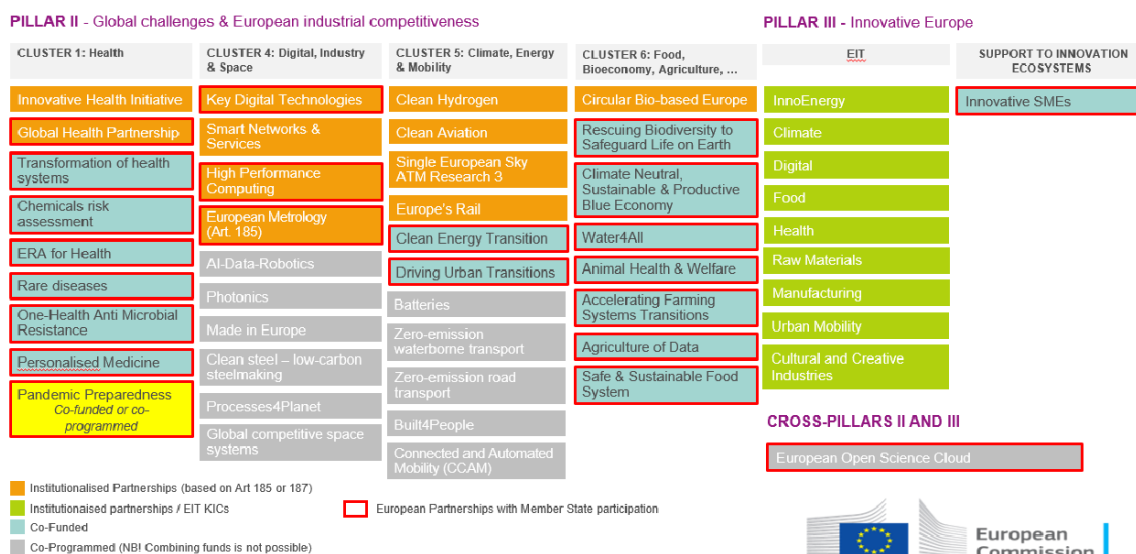 PILLAR II - Global challenges & European industrial competitiveness
CLUSTER 1: Health
Innovative Health Initiative
Global Health Partnership
Transformation of health
systems
Chemicals risk
assessment
ERA for Health
Rare diseases
One-Health Anti Microbial
Resistance
Personalised Medicine
Pandemic Preparedness
Co-funded or co-
programmed
CLUSTER 4: Digital, Industry
& Space
Key Digital Technologies
Smart Networks &
Services
High Performance
Computing
European Metrology
(Art. 185)
AI-Data-Robotics
Photonics
Made in Europe
Clean steel – low-carbon
steelmaking
Processes4Planet
Global competitive space
systems
CLUSTER 5: Climate, Energy
& Mobility
Clean Hydrogen
Clean Aviation
Single European Sky
ATM Research 3
Europe's Rail
Clean Energy Transition
Driving Urban Transitions
Batteries
Zero-emission
waterborne transport
Zero-emission road
transport
Built4People
Connected and Automated
Mobility (CCAM)
CLUSTER 6: Food,
Bioeconomy, Agriculture, ...
Circular Bio-based Europe
Rescuing Biodiversity to
Safeguard Life on Earth
Climate Neutral,
Sustainable & Productive
Blue Economy
Water4All
Animal Health & Welfare
Accelerating Farming
Systems Transitions
Agriculture of Data
Safe & Sustainable Food
System
PILLAR III - Innovative Europe
EIT
InnoEnergy
Climate
Digital
Food
Health
Raw Materials
Manufacturing
Urban Mobility
Cultural and Creative
Industries
SUPPORT TO INNOVATION
ECOSYSTEMS
Innovative SMEs
CROSS-PILLARS II AND III
European Open Science Cloud
Institutionalised Partnerships (based on Art 185 or 187)
Institutionaised partnerships / EIT KICs
Co-Funded
Co-Programmed (NB! Combining funds is not possible)
European Partnerships with Member State participation
European
Commission